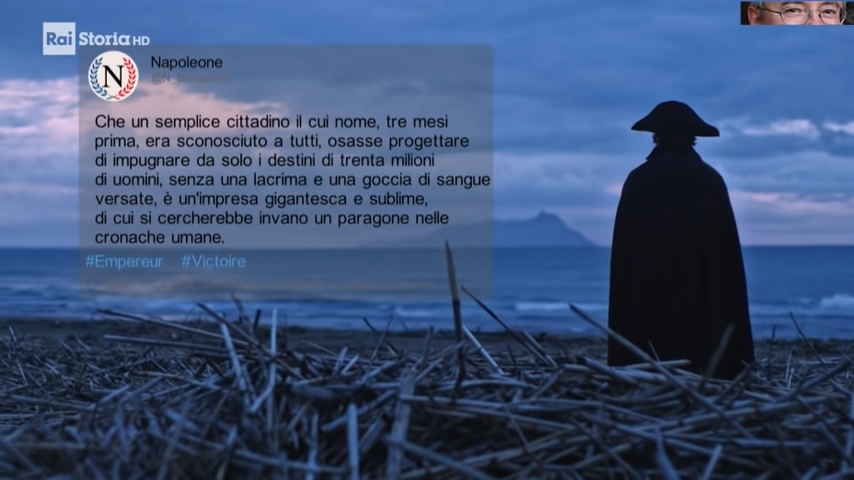 Rai Storia HD
N
Napoleone
Che un semplice cittadino il cui nome, tre mesi
prima, era sconosciuto a tutti, osasse progettare
di impugnare da solo i destini di trenta milioni
di uomini, senza una lacrima e una goccia di sangue
versate, è un'impresa gigantesca e sublime,
di cui si cercherebbe invano un paragone nelle
cronache umane.
#Empereur #Victoire